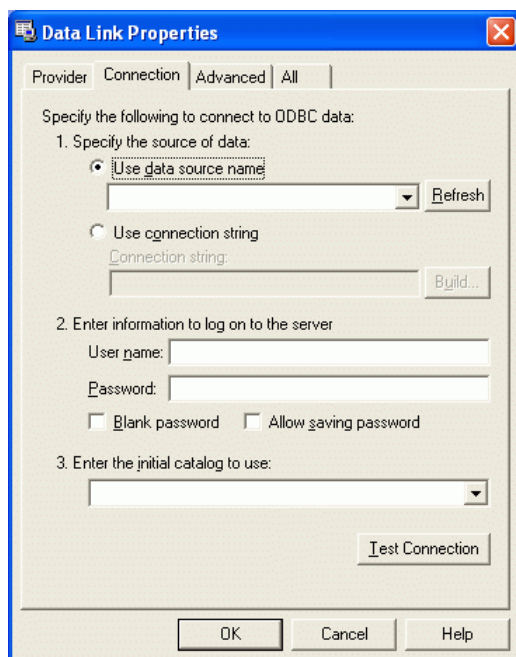 Data Link Properties
Provider Connection Advanced All
Specify the following to connect to ODBC data:
1. Specify the source of data:
Use data source name
Refresh
Use connection string
Connection string:
Build...
2. Enter information to log on to the server
User name:
Password:
Blank password Allow saving password
3. Enter the initial catalog to use:
Test Connection
OK Cancel Help